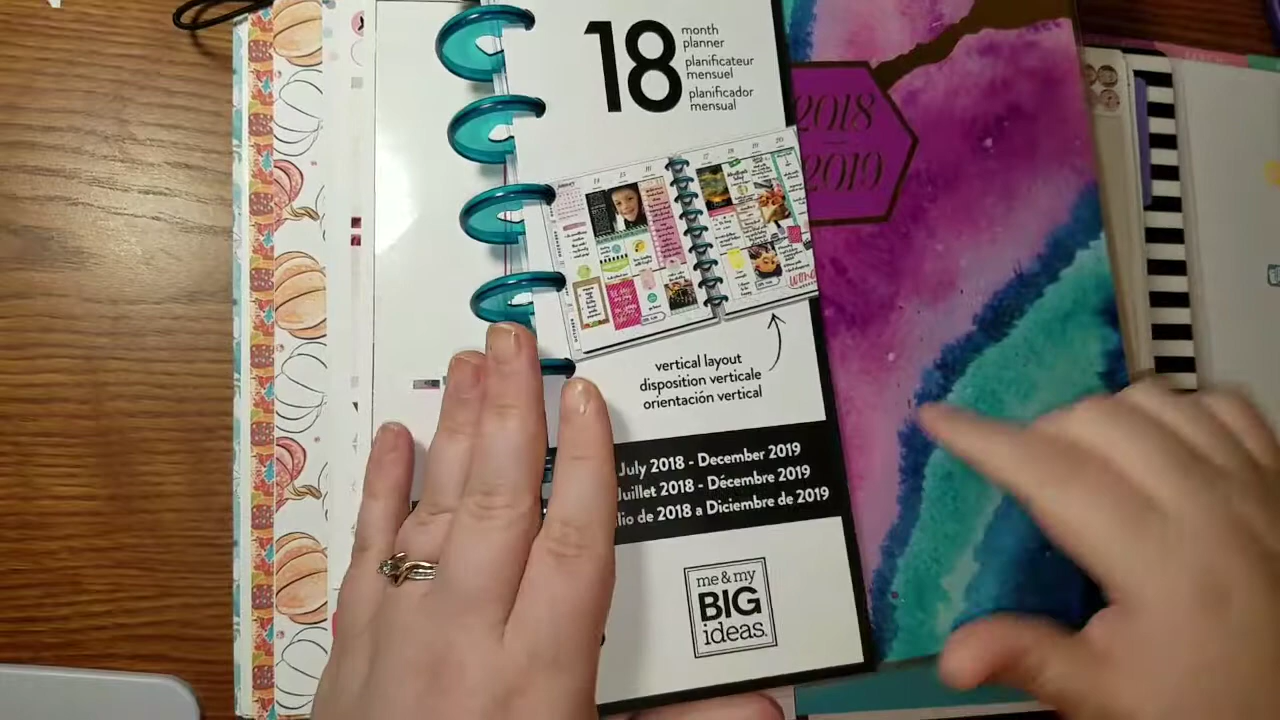 18
month
planner
planificateur
mensuel
planificador
mensual
2018
2019
vertical layout
disposition verticale
orientación vertical
July 2018 - December 2019
Juillet 2018 - Décembre 2019
lio de 2018 a Diciembre de 2019
me & my
BIG
ideas.